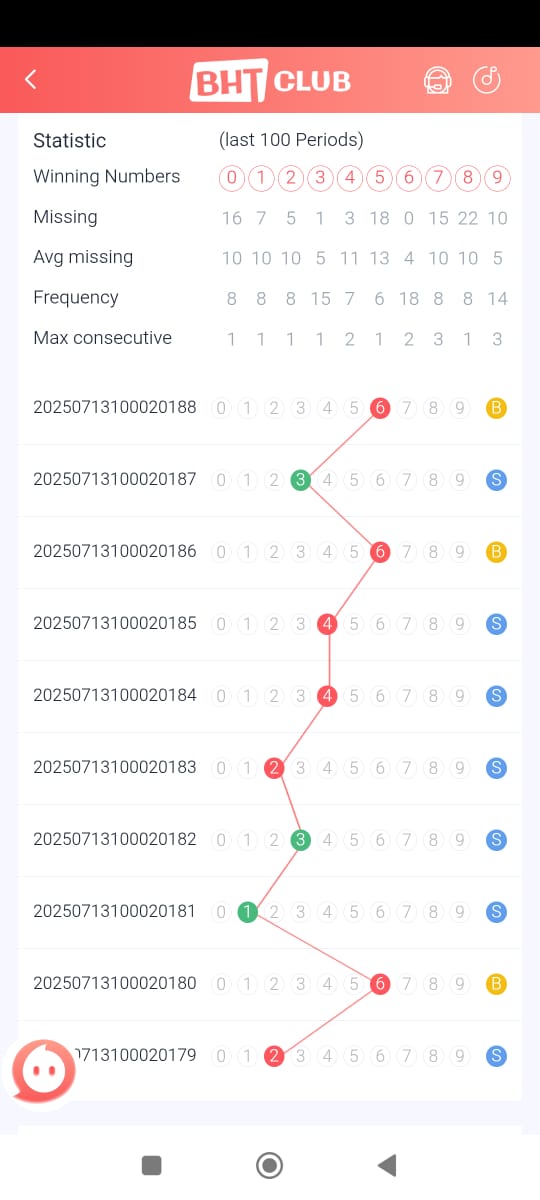 BHT CLUB
Statistic (last 100 Periods)
Winning Numbers 0 1 2 3 4 5 6 7 8 9
Missing 16 7 5 1 3 18 0 15 22 10
Avg missing 10 10 10 5 11 13 4 10 10 5
Frequency 8 8 8 15 7 6 18 8 8 14
Max consecutive 1 1 1 1 2 1 2 3 1 3
20250713100020188 0 1 2 3 4 5 6 7 8 9 B
20250713100020187 0 1 2 3 4 5 6 7 8 9 S
20250713100020186 0 1 2 3 4 5 6 7 8 9 B
20250713100020185 0 1 2 3 4 5 6 7 8 9 S
20250713100020184 0 1 2 3 4 5 6 7 8 9 S
20250713100020183 0 1 2 3 4 5 6 7 8 9 S
20250713100020182 0 1 2 3 4 5 6 7 8 9 S
20250713100020181 0 1 2 3 4 5 6 7 8 9 S
20250713100020180 0 1 2 3 4 5 6 7 8 9 B
0713100020179 0 1 2 3 4 5 6 7 8 9 S